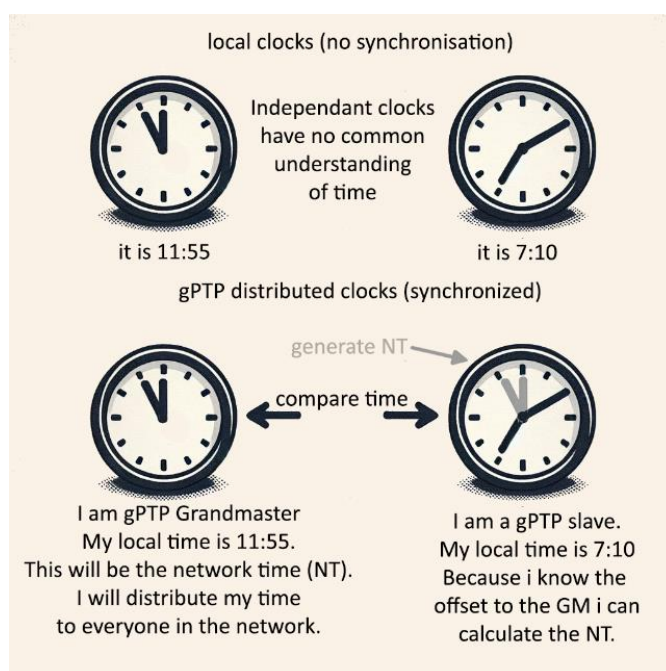 local clocks (no synchronisation)
Independant clocks
have no common
understanding
of time
it is 11:55
it is 7:10
gPTP distributed clocks (synchronized)
generate NT
compare time
I am gPTP Grandmaster
My local time is 11:55.
This will be the network time (NT).
I will distribute my time
to everyone in the network.
I am a gPTP slave.
My local time is 7:10
Because i know the
offset to the GM i can
calculate the NT.